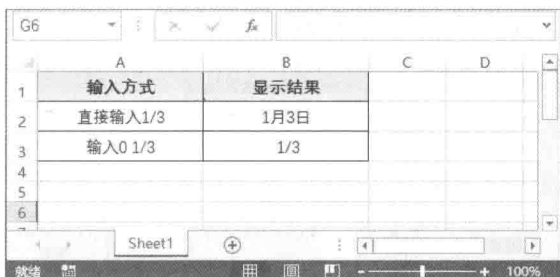 G6
fx
A B C D
1 输入方式 显示结果
2 直接输入1/3 1月3日
3 输入0 1/3 1/3
4
5
6
Sheet1
就绪 100%